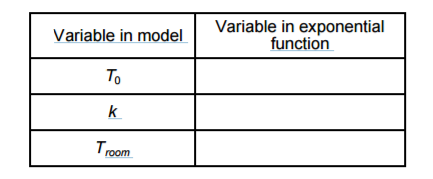 Variable in model
Variable in exponential
function
T₀
k
Tᵣₒₒₘ